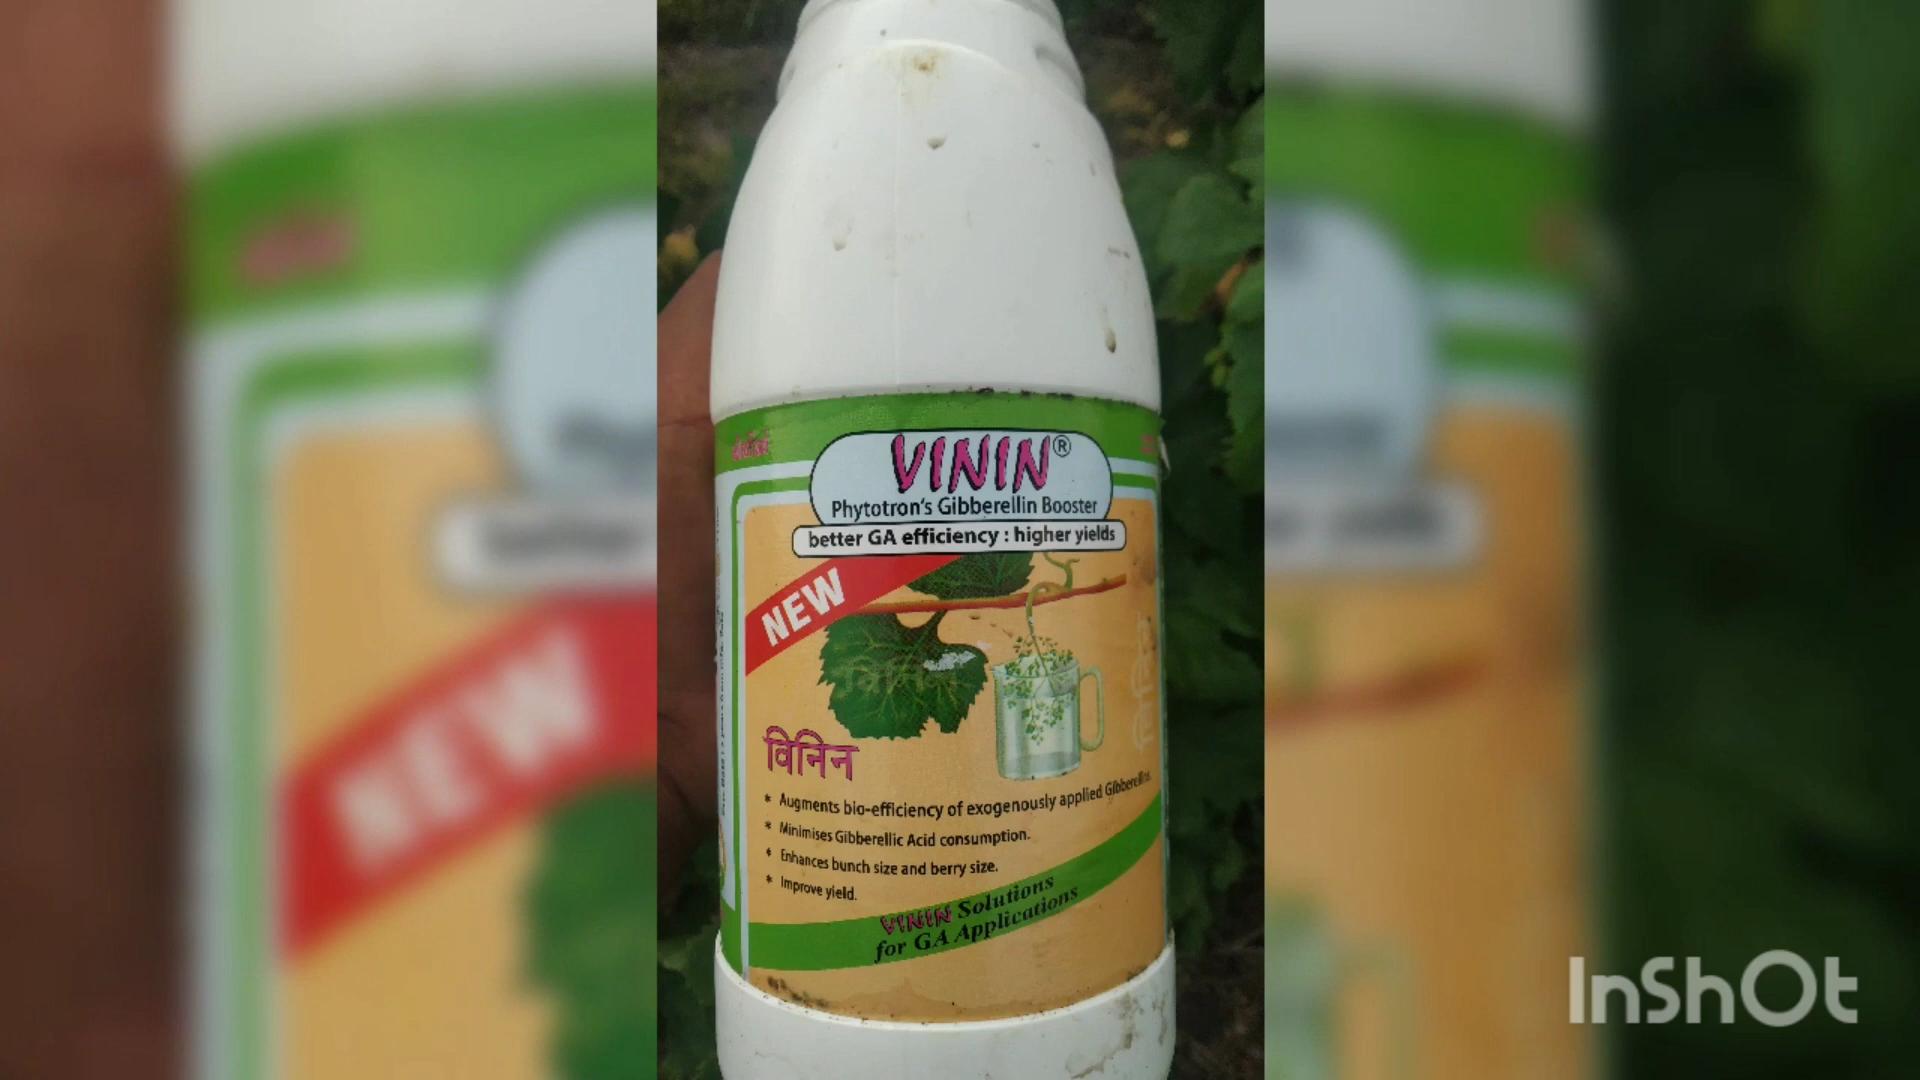 VININ®
Phytotron's Gibberellin Booster
better GA efficiency : higher yields
NEW
विनिन
विनिन
* Augments bio-efficiency of exogenously applied Gibberellins.
* Minimises Gibberellic Acid consumption.
* Enhances bunch size and berry size.
* Improve yield.
VININ Solutions
for GA Applications
InShOt